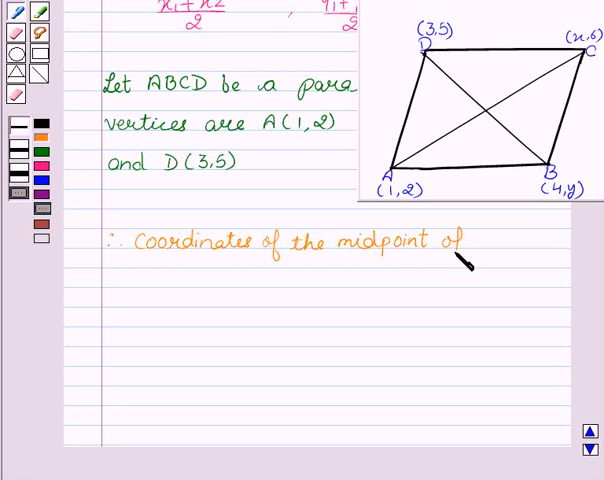 x₁+x₂
2
,
y₁+
2
Let ABCD be a para
vertices are A(1,2)
and D(3,5)
∴ Coordinates of the midpoint of
(3,5)
D
(x,6)
C
A
(1,2)
B
(4,y)